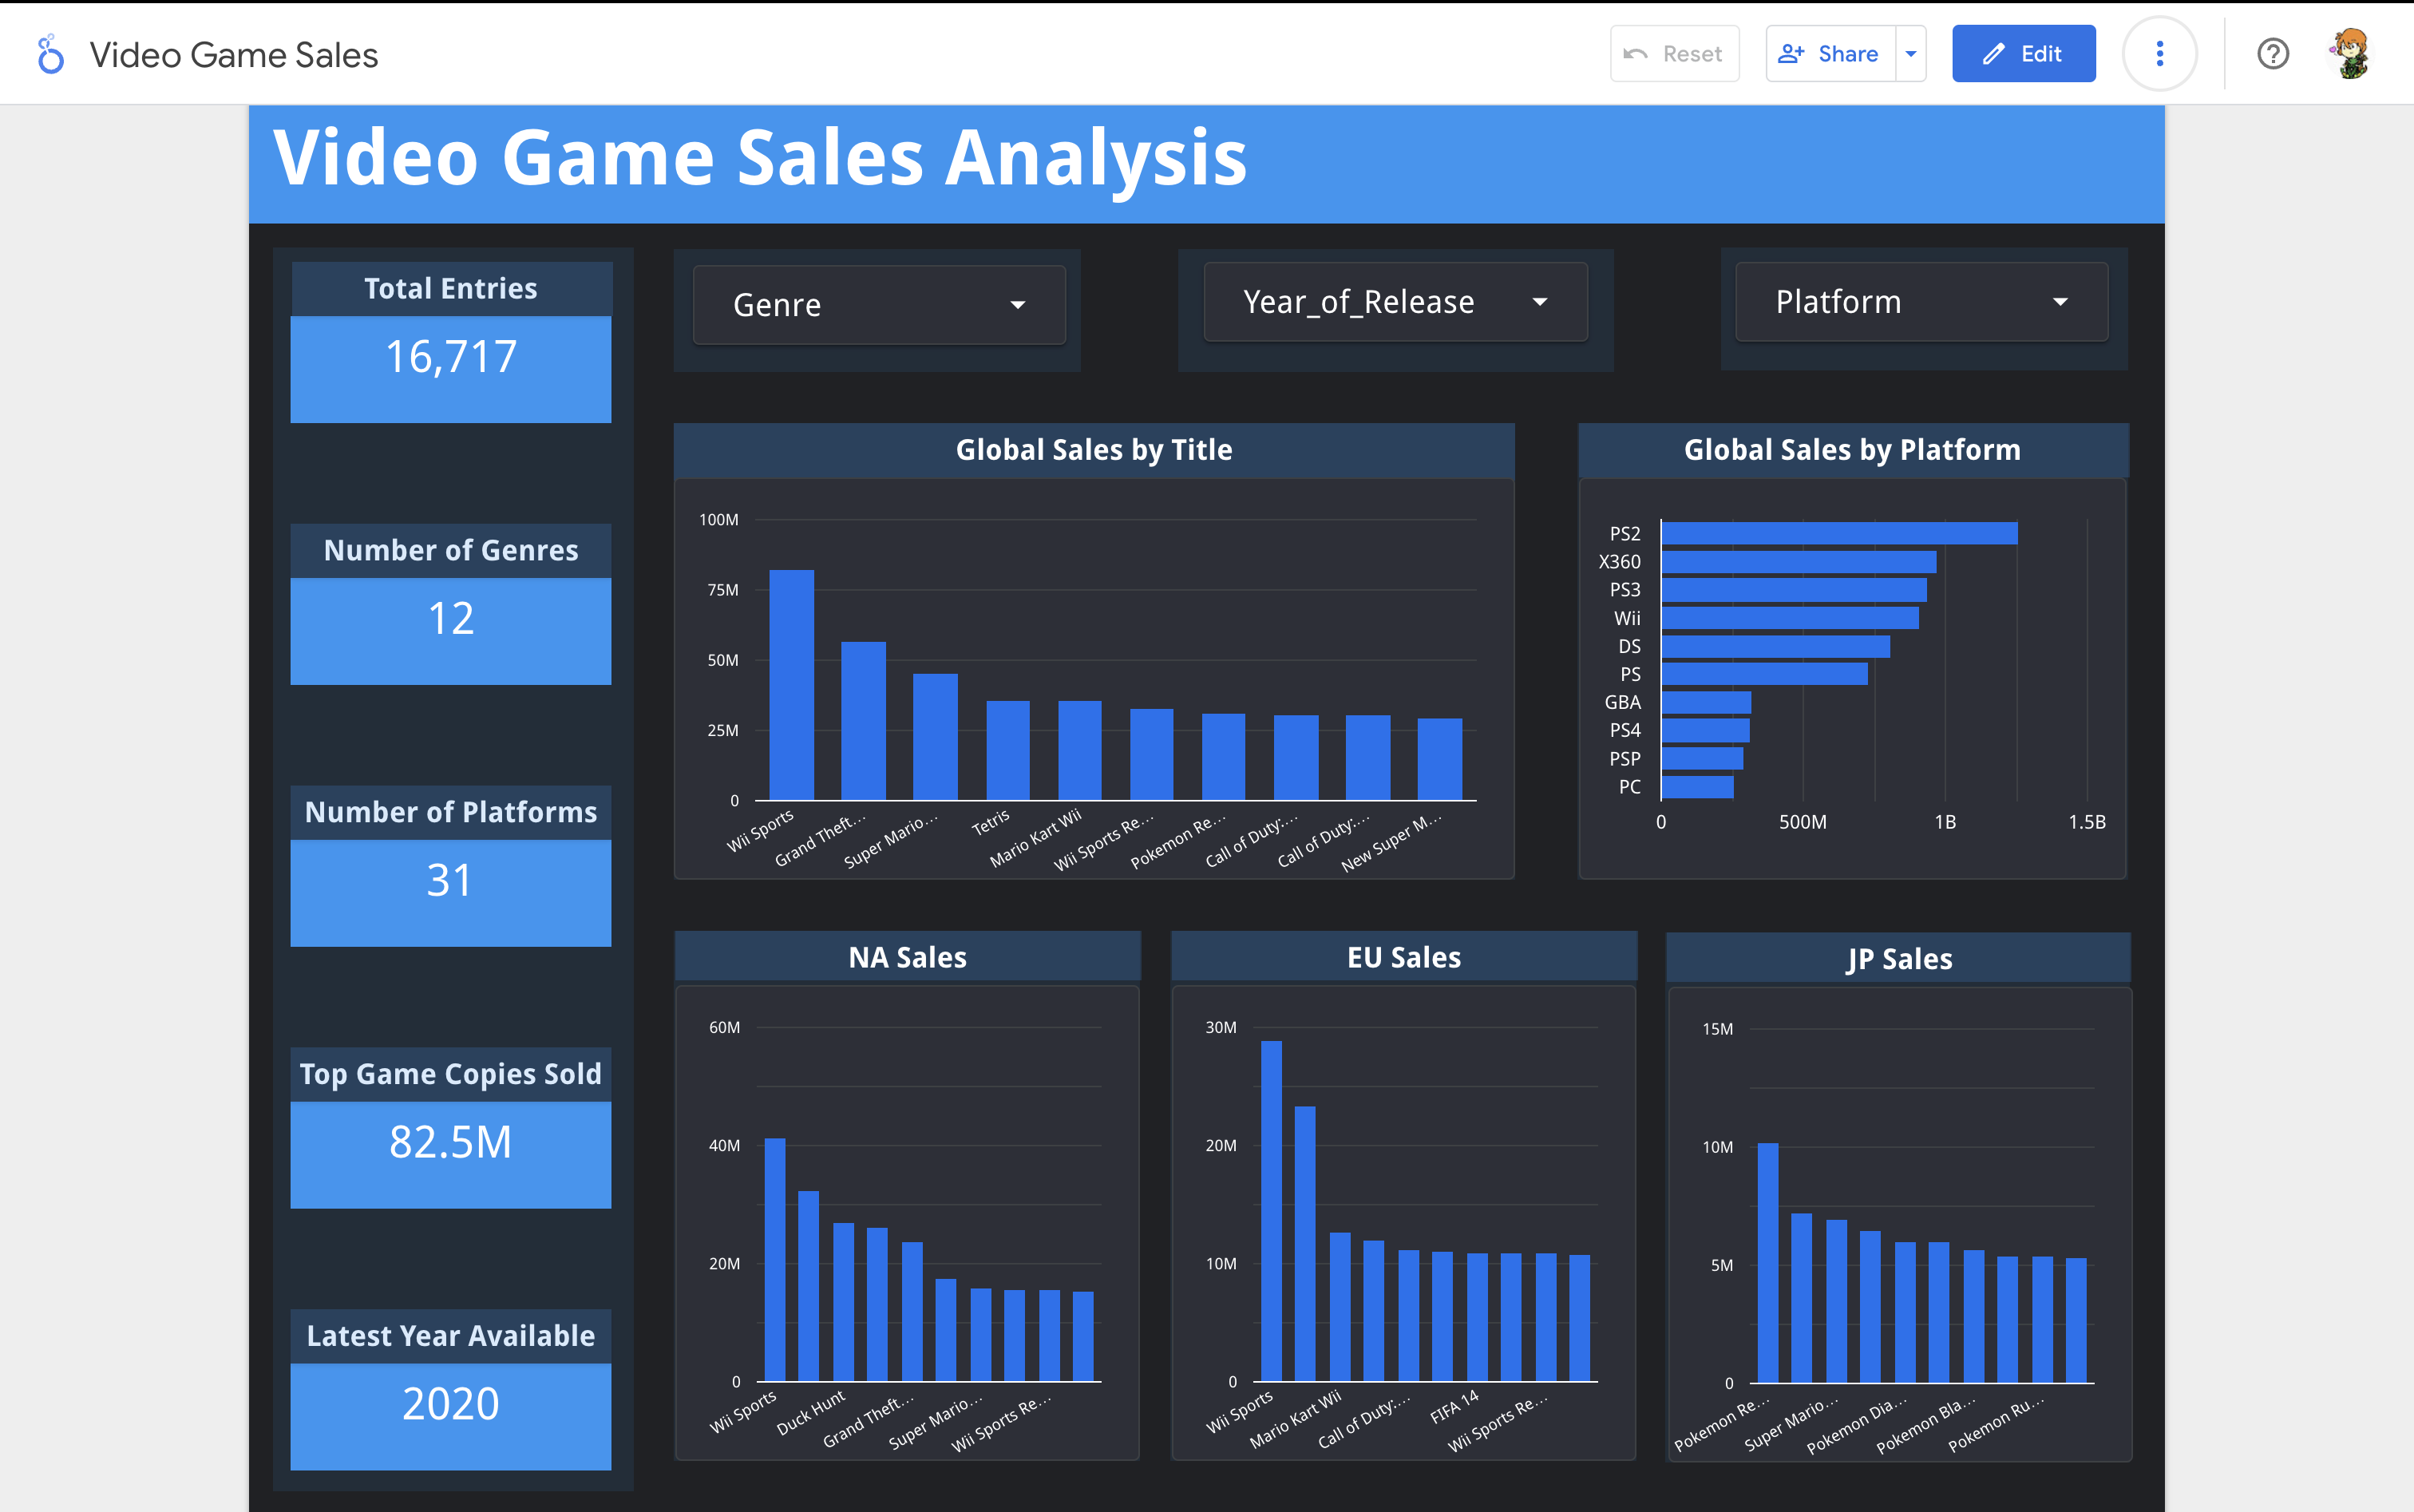 Video Game Sales
Reset
Share
Edit
Video Game Sales Analysis
Total Entries
16,717
Number of Genres
12
Number of Platforms
31
Top Game Copies Sold
82.5M
Latest Year Available
2020
Genre
Year_of_Release
Platform
Global Sales by Title
100M
75M
50M
25M
0
Wii Sports
Grand Theft…
Super Mario…
Tetris
Mario Kart Wii
Wii Sports Re…
Pokemon Re…
Call of Duty:…
Call of Duty:…
New Super M…
Global Sales by Platform
PS2
X360
PS3
Wii
DS
PS
GBA
PS4
PSP
PC
0
500M
1B
1.5B
NA Sales
60M
40M
20M
0
Wii Sports
Duck Hunt
Grand Theft…
Super Mario…
Wii Sports Re…
EU Sales
30M
20M
10M
0
Wii Sports
Mario Kart Wii
Call of Duty:…
FIFA 14
Wii Sports Re…
JP Sales
15M
10M
5M
0
Pokemon Re…
Super Mario…
Pokemon Dia…
Pokemon Bla…
Pokemon Ru…